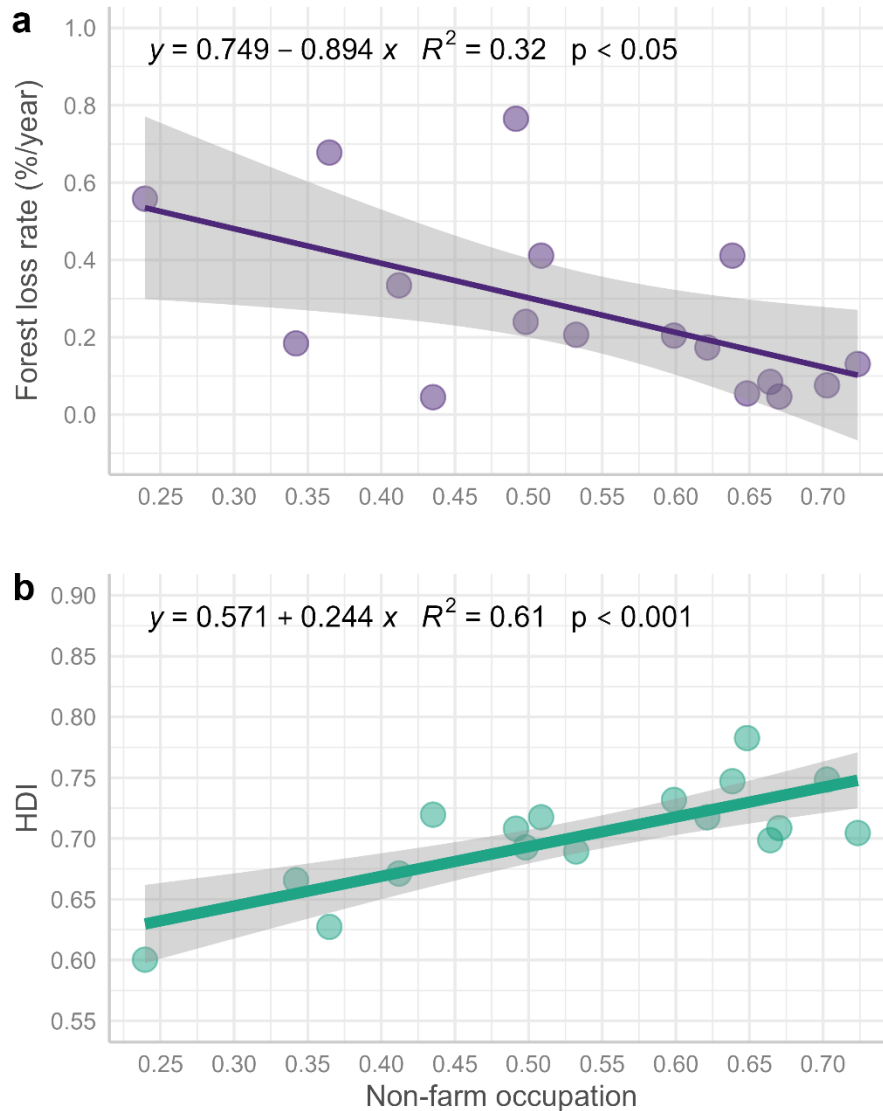 a
y = 0.749 − 0.894 x R² = 0.32 p < 0.05
Forest loss rate (%/year)
1.0
0.8
0.6
0.4
0.2
0.0
0.25 0.30 0.35 0.40 0.45 0.50 0.55 0.60 0.65 0.70
b
y = 0.571 + 0.244 x R² = 0.61 p < 0.001
HDI
0.90
0.85
0.80
0.75
0.70
0.65
0.60
0.55
0.25 0.30 0.35 0.40 0.45 0.50 0.55 0.60 0.65 0.70
Non-farm occupation